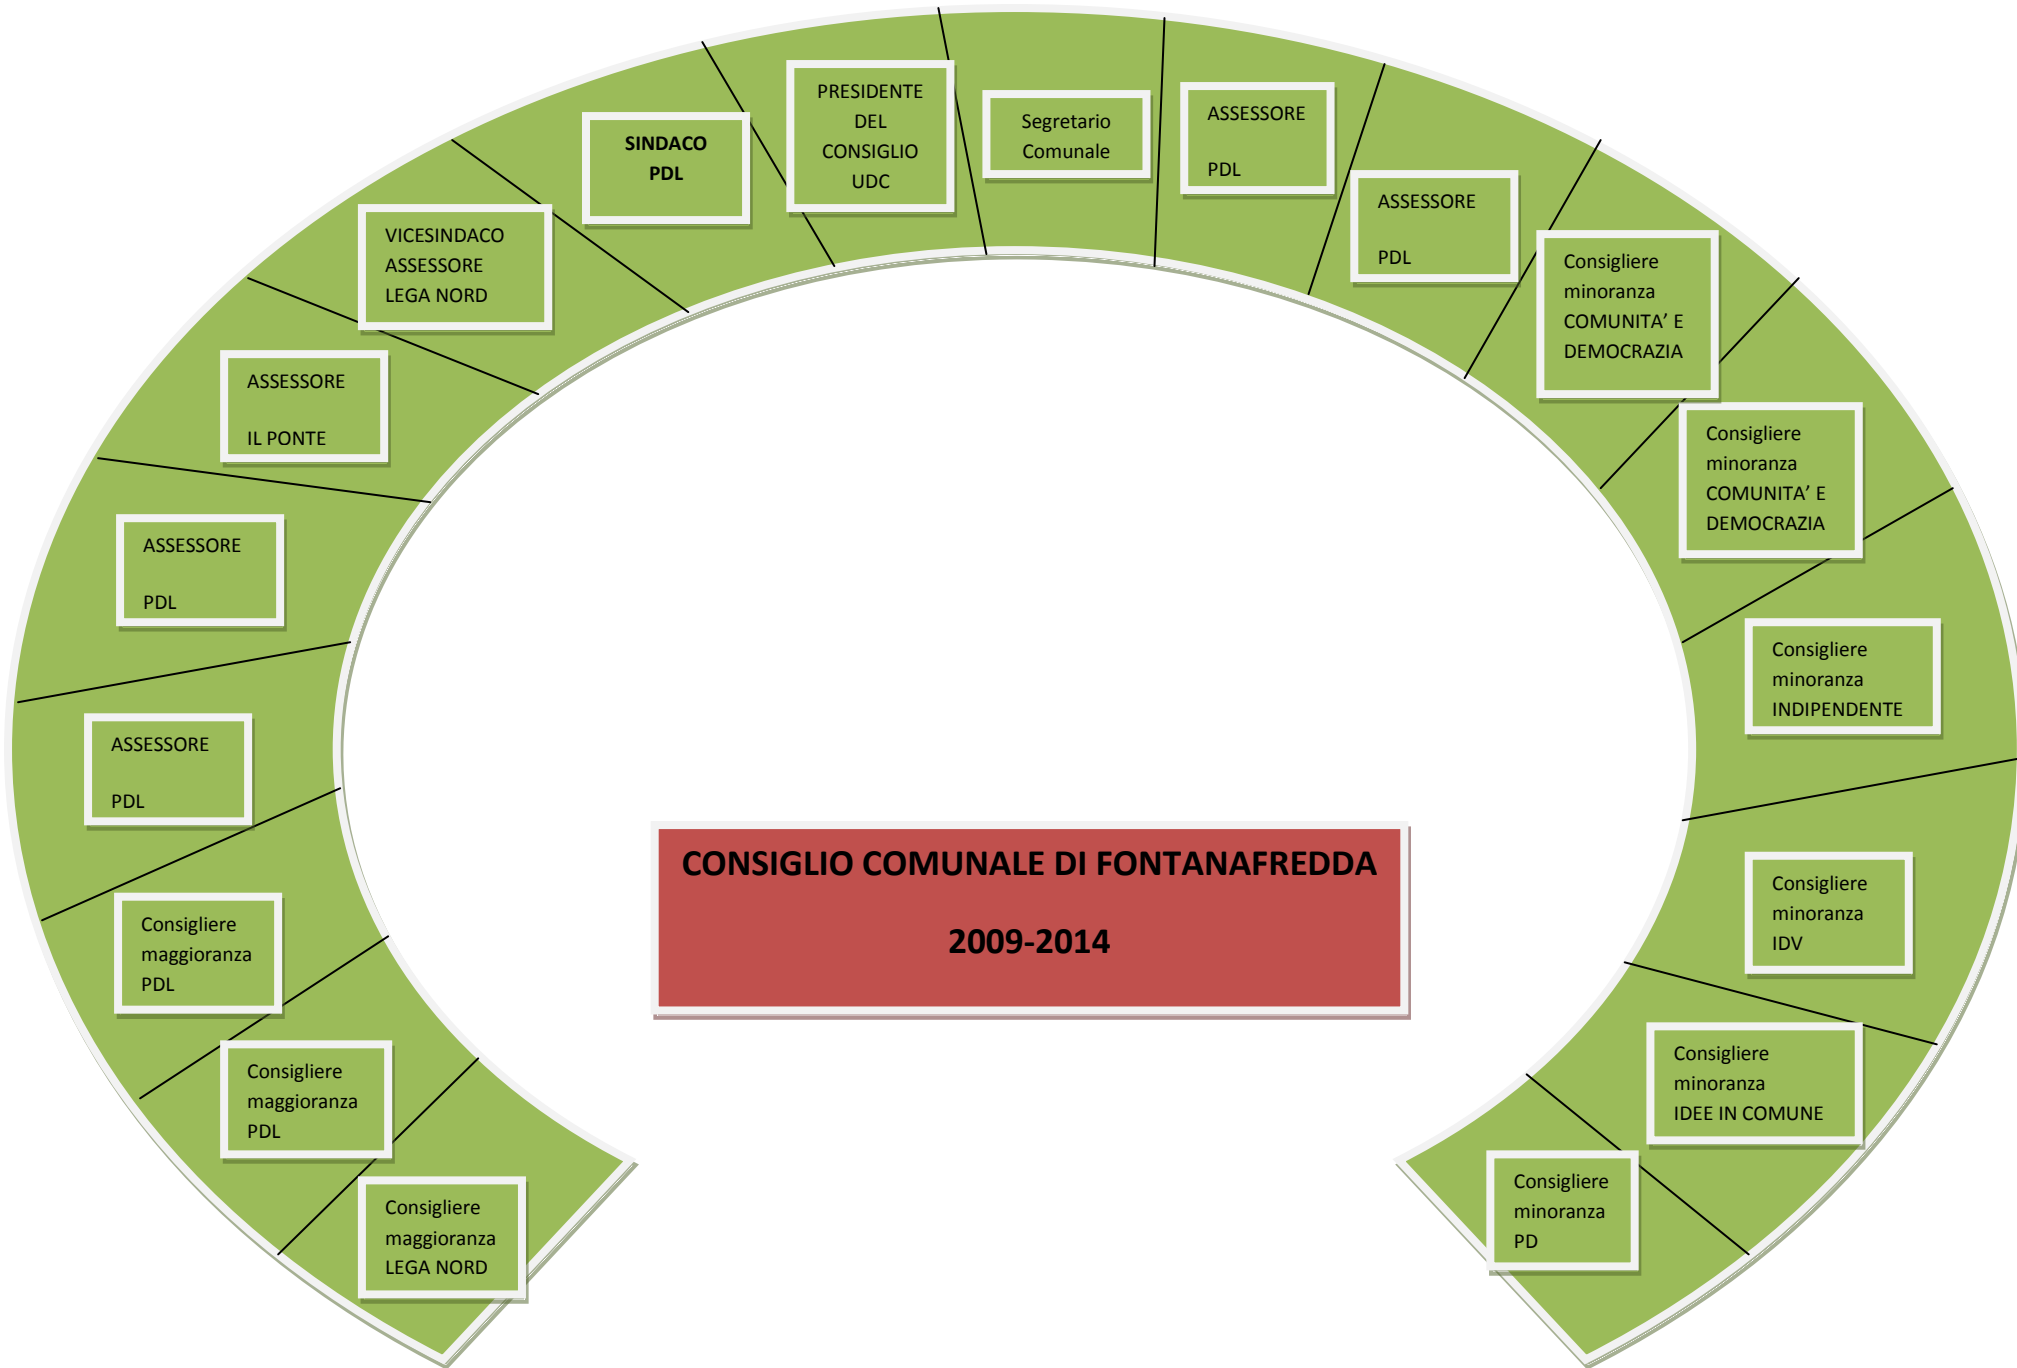 PRESIDENTE
DEL
CONSIGLIO
UDC
Segretario
Comunale
ASSESSORE
PDL
SINDACO
PDL
ASSESSORE
PDL
VICESINDACO
ASSESSORE
LEGA NORD
Consigliere
minoranza
COMUNITA’ E
DEMOCRAZIA
ASSESSORE
IL PONTE
Consigliere
minoranza
COMUNITA’ E
DEMOCRAZIA
ASSESSORE
PDL
Consigliere
minoranza
INDIPENDENTE
ASSESSORE
PDL
CONSIGLIO COMUNALE DI FONTANAFREDDA
2009-2014
Consigliere
minoranza
IDV
Consigliere
maggioranza
PDL
Consigliere
minoranza
IDEE IN COMUNE
Consigliere
maggioranza
PDL
Consigliere
minoranza
PD
Consigliere
maggioranza
LEGA NORD